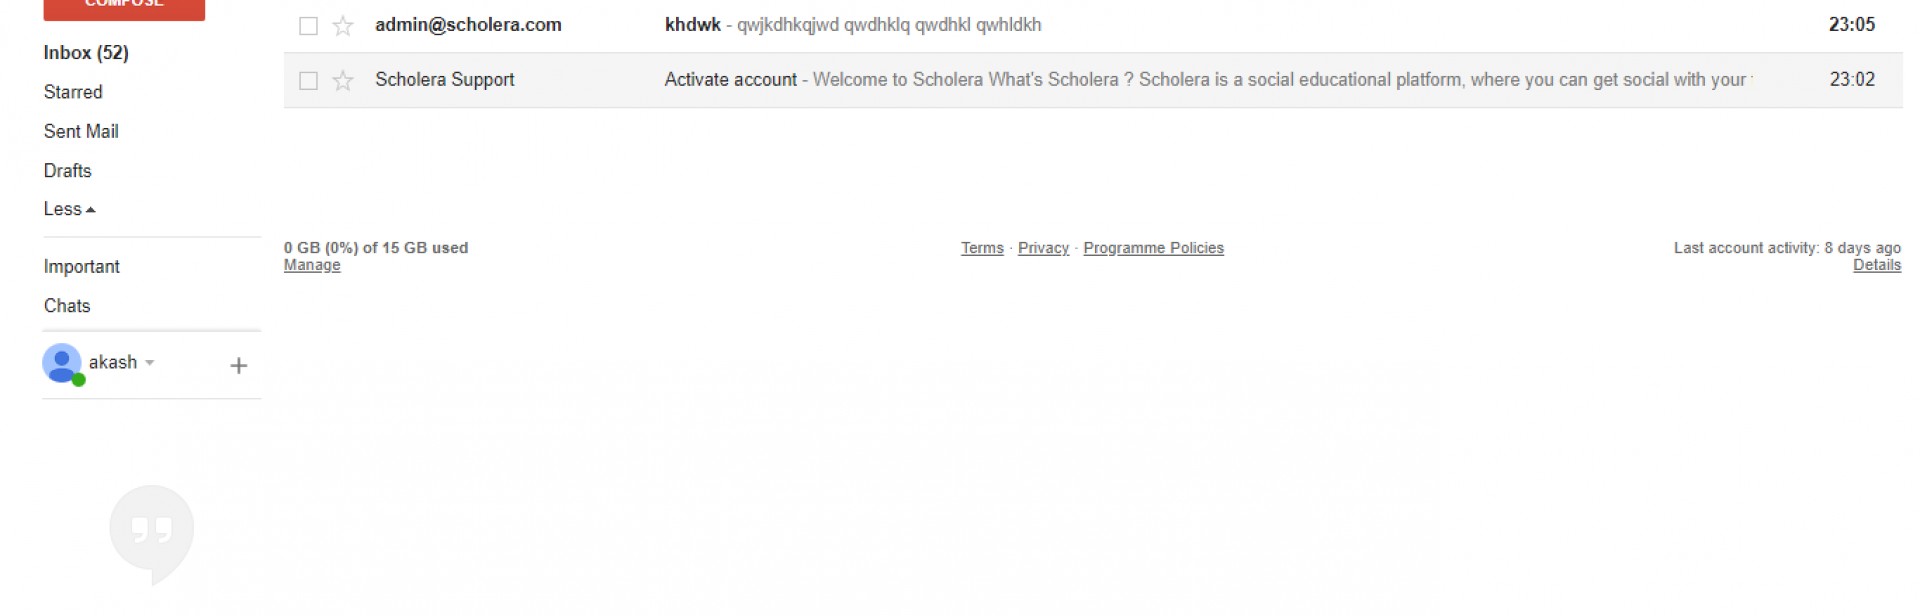 COMPOSE
admin@scholera.com khdwk - qwjkdhkqjwd qwdhklq qwdhkl qwhldkh 23:05
Inbox (52)
Scholera Support Activate account - Welcome to Scholera What's Scholera ? Scholera is a social educational platform, where you can get social with your 23:02
Starred
Sent Mail
Drafts
Less
0 GB (0%) of 15 GB used Terms · Privacy · Programme Policies Last account activity: 8 days ago
Manage Details
Important
Chats
akash